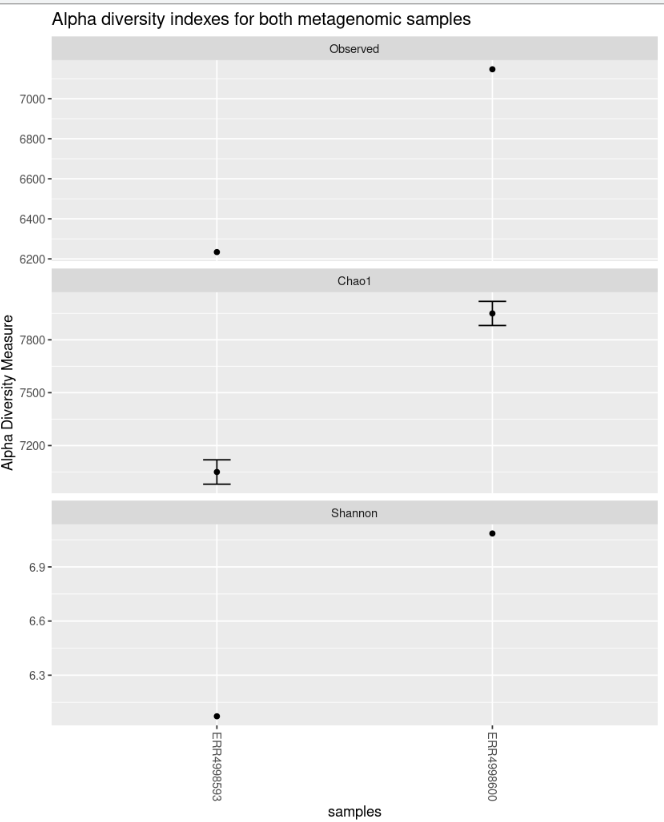 Alpha diversity indexes for both metagenomic samples
Observed
7000
6800
6600
6400
6200
Chao1
7800
7500
7200
Shannon
6.9
6.6
6.3
Alpha Diversity Measure
ERR4998593
ERR4998600
samples